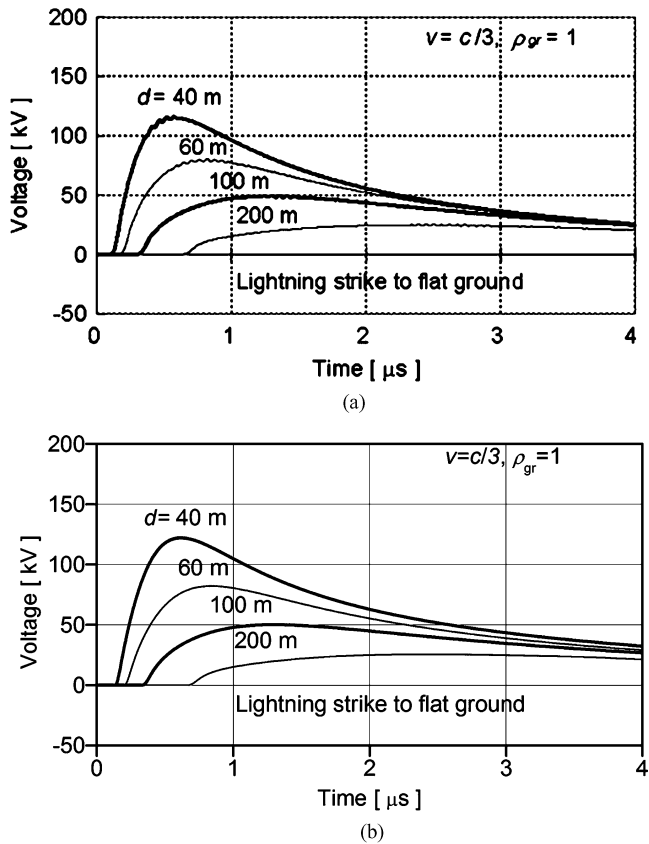 200
v = c/3, ρgr = 1
150
d = 40 m
100
60 m
100 m
50
200 m
0
Lightning strike to flat ground
-50
0 1 2 3 4
Voltage [ kV ]
Time [ μs ]
(a)
200
v=c/3, ρgr=1
150
d= 40 m
100
60 m
100 m
50
200 m
0
Lightning strike to flat ground
-50
0 1 2 3 4
Voltage [ kV ]
Time [ μs ]
(b)